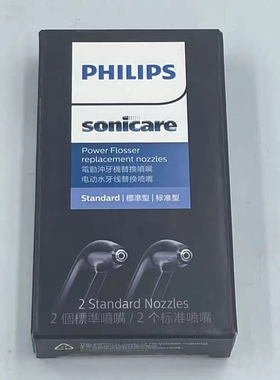 PHILIPS
sonicare
Power Flosser
replacement nozzles
電動沖牙機替換噴嘴
电动水牙线替换喷嘴
Standard | 標準型 | 标准型
2 Standard Nozzles
2 個標準噴嘴 / 2 个标准喷嘴